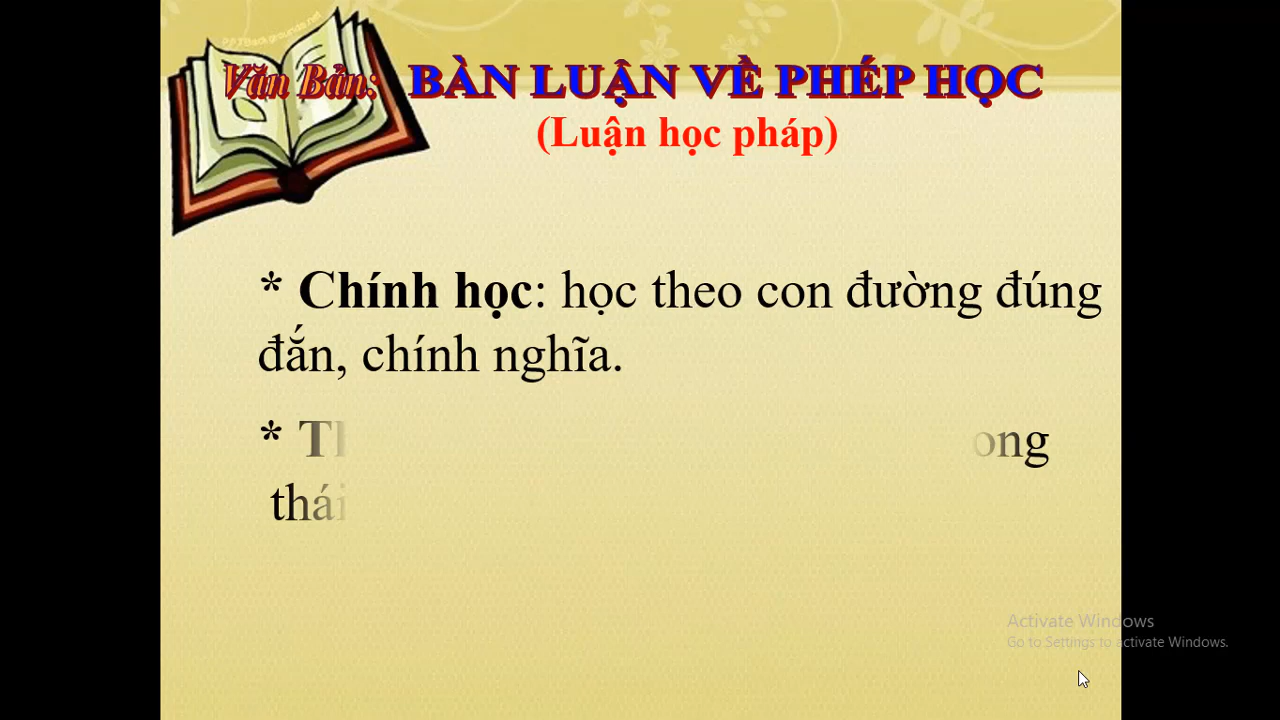 Văn Bản: BÀN LUẬN VỀ PHÉP HỌC
(Luận học pháp)
* Chính học: học theo con đường đúng
đắn, chính nghĩa.
*
Activate Windows
Go to Settings to activate Windows.